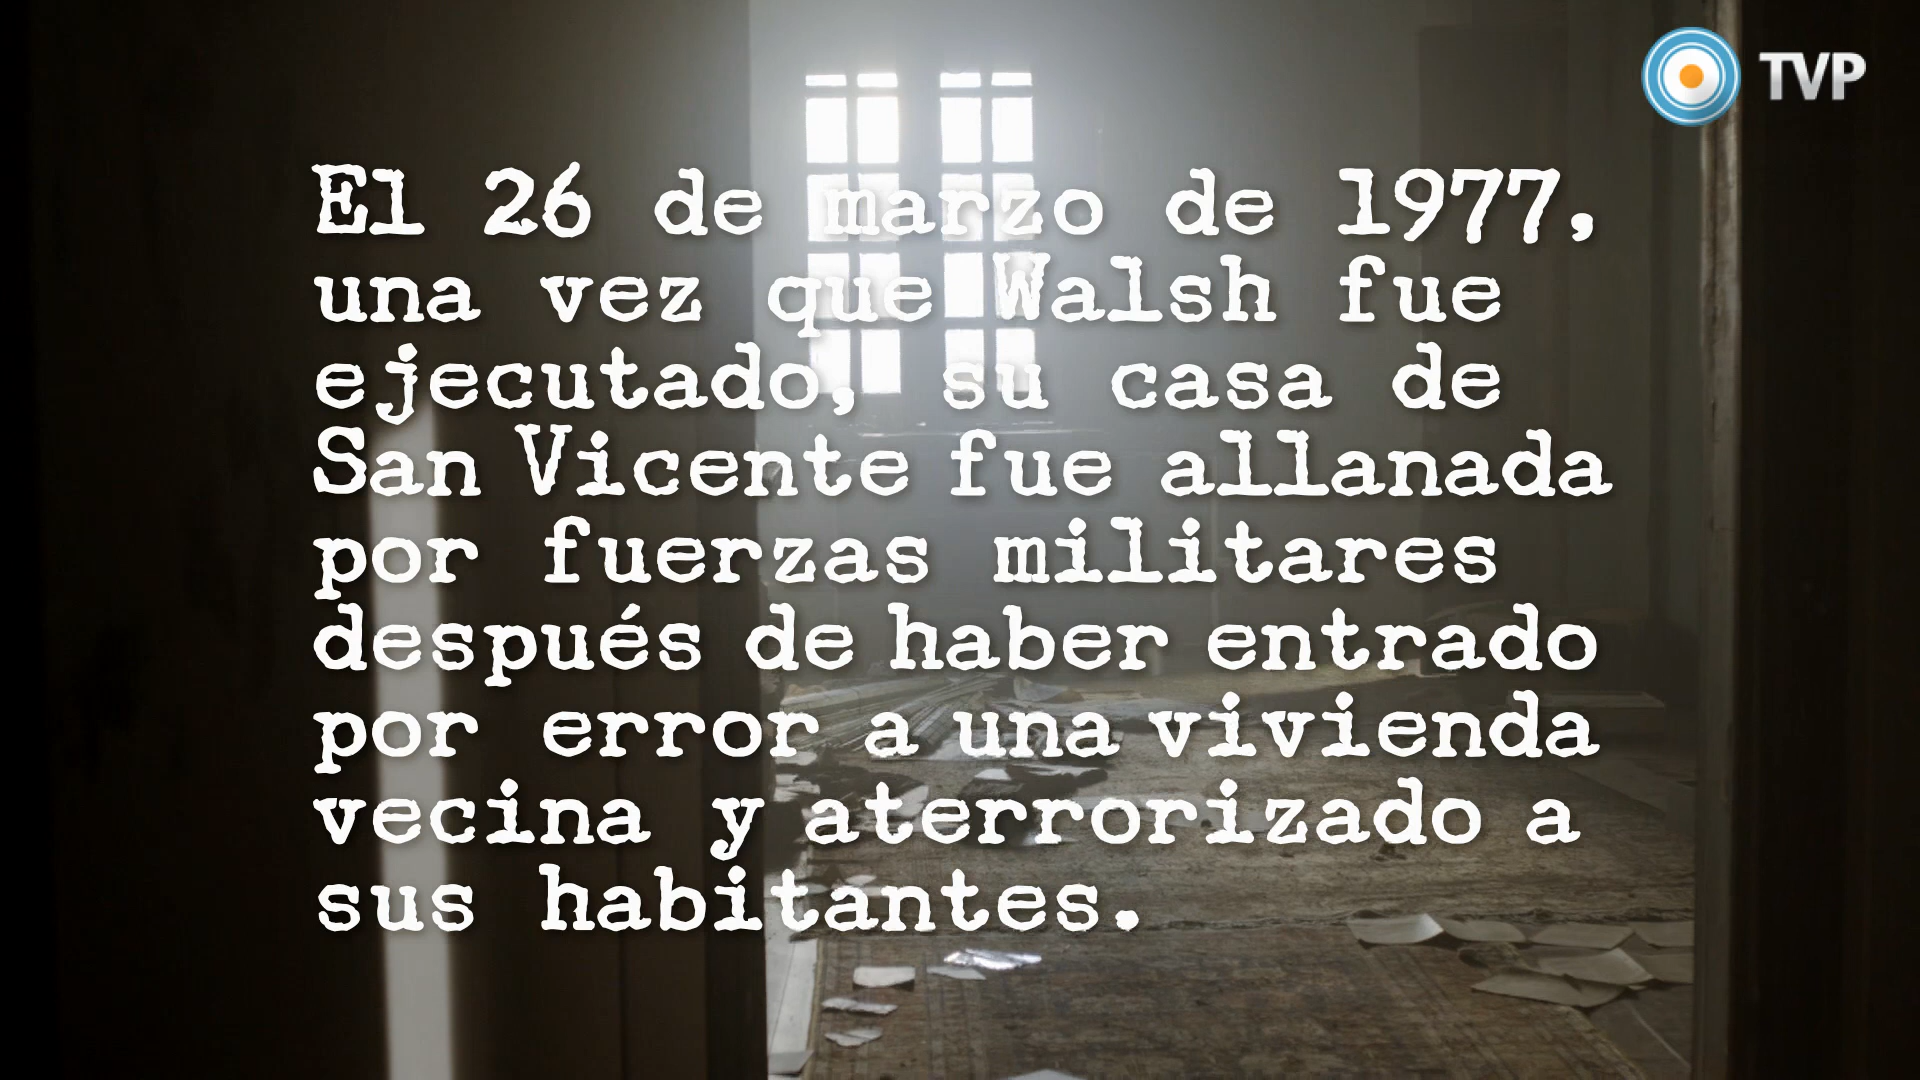 TVP
El 26 de marzo de 1977,
una vez que Walsh fue
ejecutado, su casa de
San Vicente fue allanada
por fuerzas militares
después de haber entrado
por error a una vivienda
vecina y aterrorizado a
sus habitantes.